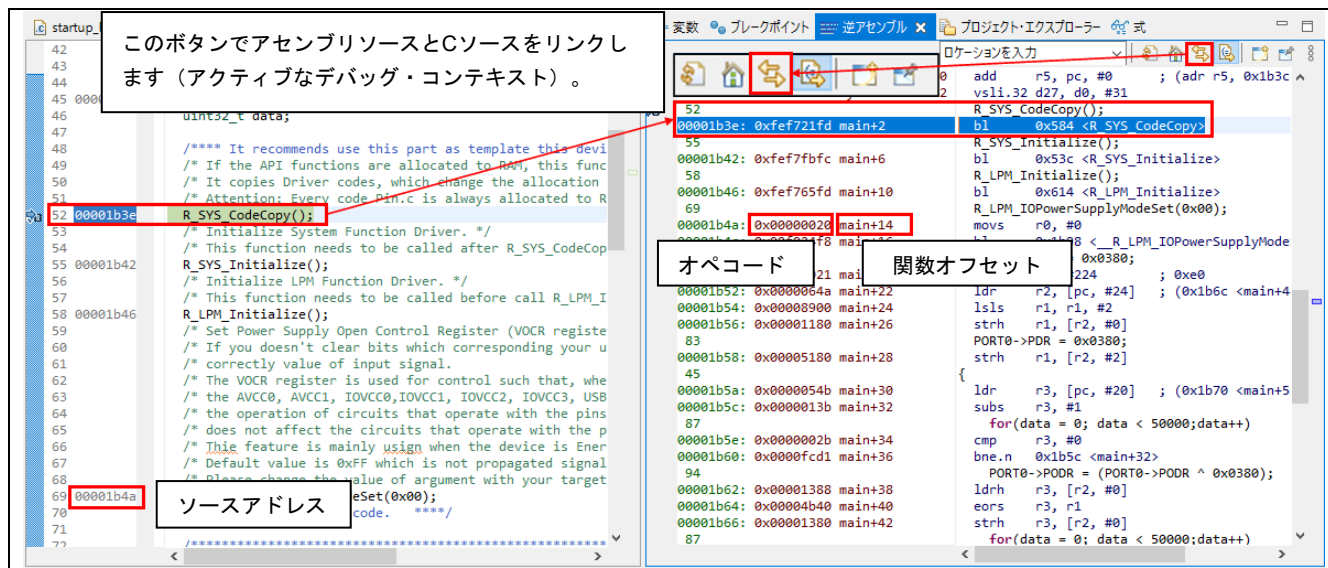 startup_
このボタンでアセンブリソースとCソースをリンクし
ます（アクティブなデバッグ・コンテキスト）。
42
43
44
45 0000
46 uint32_t data;
47
48 /**** It recommends use this part as template this devi
49 /* If the API functions are allocated to RAM, this func
50 /* It copies Driver codes, which change the allocation
51 /* Attention: Every code Pin.c is always allocated to R
52 00001b3e R_SYS_CodeCopy();
53 /* Initialize System Function Driver. */
54 /* This function needs to be called after R_SYS_CodeCop
55 00001b42 R_SYS_Initialize();
56 /* Initialize LPM Function Driver. */
57 /* This function needs to be called before call R_LPM_I
58 00001b46 R_LPM_Initialize();
59 /* Set Power Supply Open Control Register (VOCR registe
60 /* If you doesn't clear bits which corresponding your u
61 /* correctly value of input signal.
62 /* The VOCR register is used for control such that, whe
63 /* the AVCC0, AVCC1, IOVCC0,IOVCC1, IOVCC2, IOVCC3, USB
64 /* the operation of circuits that operate with the pins
65 /* does not affect the circuits that operate with the p
66 /* Thie feature is mainly usign when the device is Ener
67 /* Default value is 0xFF which is not propagated signal
68 /* Please change the value of argument with your target
69 00001b4a eSet(0x00);
70 code. ****/
71
72 /*******************************************************
ソースアドレス
変数 ブレークポイント 逆アセンブル プロジェクト・エクスプローラー 式
ロケーションを入力
0 add r5, pc, #0 ; (adr r5, 0x1b3c
2 vsli.32 d27, d0, #31
52 R_SYS_CodeCopy();
00001b3e: 0xfef721fd main+2 bl 0x584 <R_SYS_CodeCopy>
55 R_SYS_Initialize();
00001b42: 0xfef7fbfc main+6 bl 0x53c <R_SYS_Initialize>
58 R_LPM_Initialize();
00001b46: 0xfef765fd main+10 bl 0x614 <R_LPM_Initialize>
69 R_LPM_IOPowerSupplyModeSet(0x00);
00001b4a: 0x00000020 main+14 movs r0, #0
オペコード
関数オフセット
= 0x0380;
021 mai 224 ; 0xe0
00001b52: 0x0000064a main+22 ldr r2, [pc, #24] ; (0x1b6c <main+4
00001b54: 0x00008900 main+24 lsls r1, r1, #2
00001b56: 0x00001180 main+26 strh r1, [r2, #0]
83 PORT0->PDR = 0x0380;
00001b58: 0x00005180 main+28 strh r1, [r2, #2]
45 {
00001b5a: 0x0000054b main+30 ldr r3, [pc, #20] ; (0x1b70 <main+5
00001b5c: 0x0000013b main+32 subs r3, #1
87 for(data = 0; data < 50000;data++)
00001b5e: 0x0000002b main+34 cmp r3, #0
00001b60: 0x0000fcd1 main+36 bne.n 0x1b5c <main+32>
94 PORT0->PODR = (PORT0->PODR ^ 0x0380);
00001b62: 0x00001388 main+38 ldrh r3, [r2, #0]
00001b64: 0x00004b40 main+40 eors r3, r1
00001b66: 0x00001380 main+42 strh r3, [r2, #0]
87 for(data = 0; data < 50000;data++)